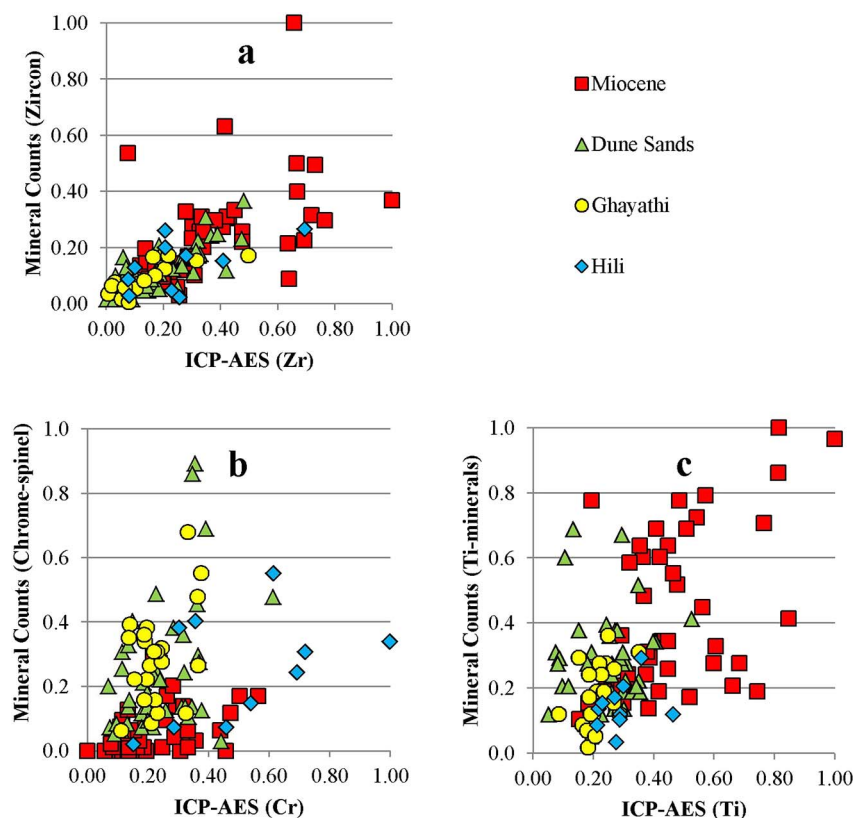 a
1.00
0.80
0.60
0.40
0.20
0.00
Mineral Counts (Zircon)
0.00 0.20 0.40 0.60 0.80 1.00
ICP-AES (Zr)
Miocene
Dune Sands
Ghayathi
Hili
b
1.0
0.8
0.6
0.4
0.2
0.0
Mineral Counts (Chrome-spinel)
0.00 0.20 0.40 0.60 0.80 1.00
ICP-AES (Cr)
c
1.0
0.8
0.6
0.4
0.2
0.0
Mineral Counts (Ti-minerals)
0.00 0.20 0.40 0.60 0.80 1.00
ICP-AES (Ti)